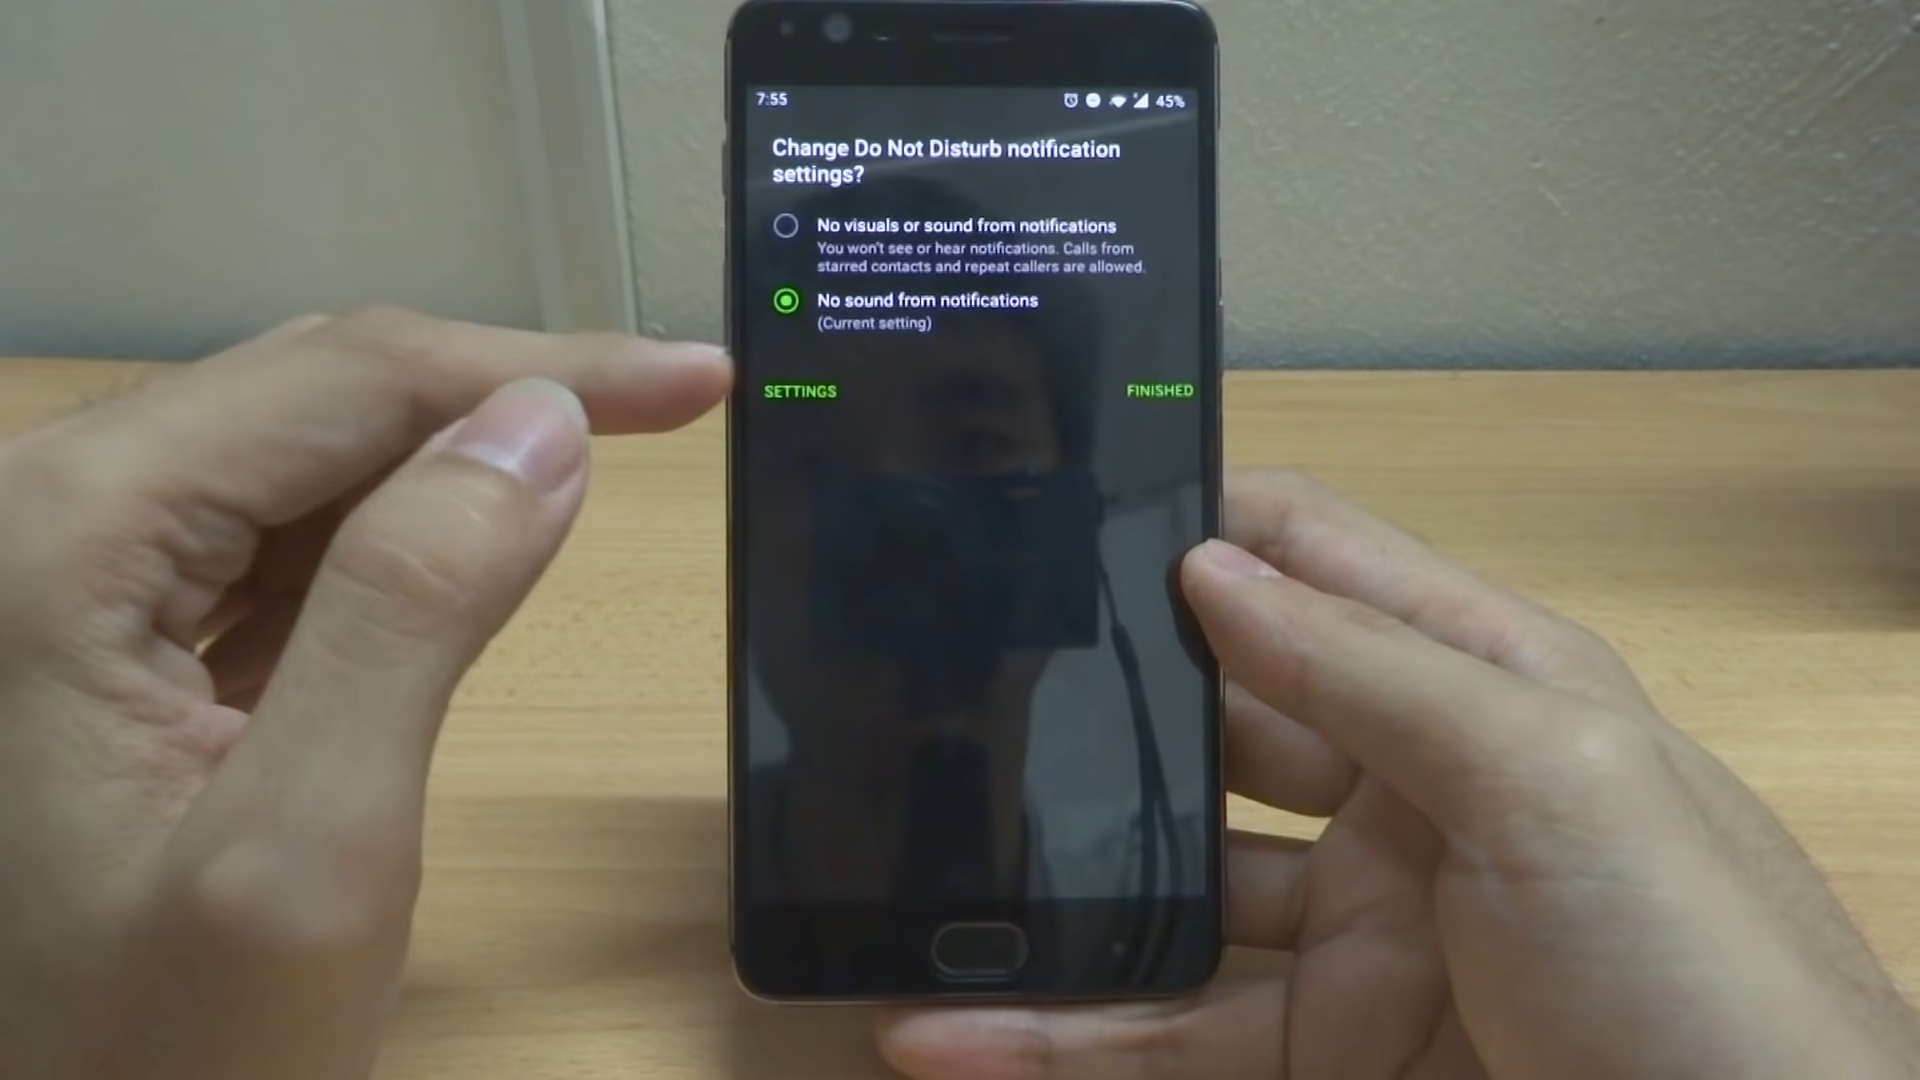 7:55
45%
Change Do Not Disturb notification
settings?
No visuals or sound from notifications
You won't see or hear notifications. Calls from
starred contacts and repeat callers are allowed.
No sound from notifications
(Current setting)
SETTINGS
FINISHED